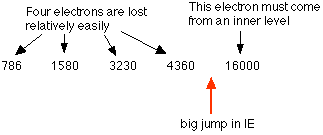 Four electrons are lost
relatively easily
This electron must come
from an inner level
786 1580 3230 4360 16000
big jump in IE